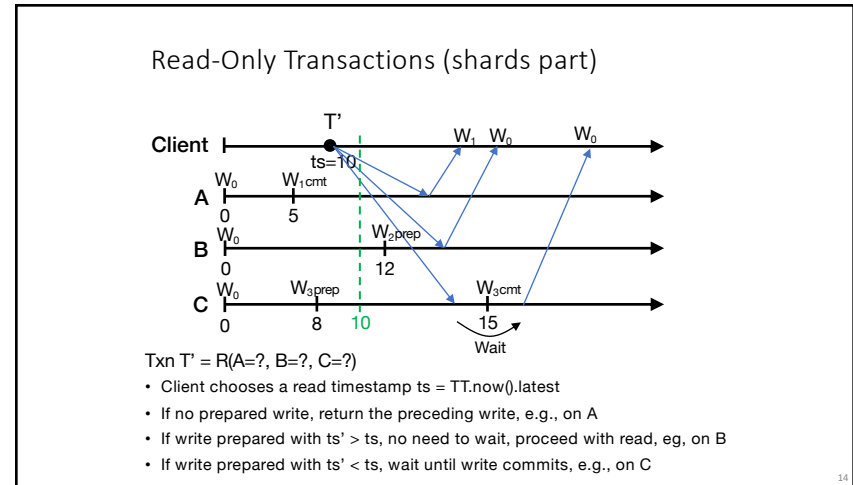 Read-Only Transactions (shards part)
T'
Client
W1 W0 W0
ts=10
W0 W1cmt
A
0 5
W0 W2prep
B
0 12
W0 W3prep W3cmt
C
0 8 10 15
Wait
Txn T' = R(A=?, B=?, C=?)
• Client chooses a read timestamp ts = TT.now().latest
• If no prepared write, return the preceding write, e.g., on A
• If write prepared with ts' > ts, no need to wait, proceed with read, eg, on B
• If write prepared with ts' < ts, wait until write commits, e.g., on C
14